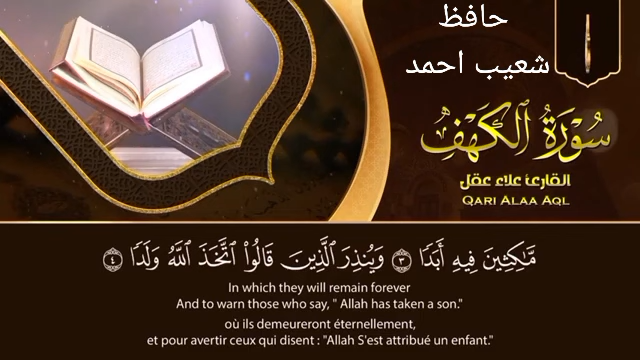 حافظ
شعيب احمد
سُورَةُ ٱلْكَهْفِ
القارئ علاء عقل
QARI ALAA AQL
مَّٰكِثِينَ فِيهِ أَبَدًا ٣ وَيُنذِرَ ٱلَّذِينَ قَالُوا۟ ٱتَّخَذَ ٱللَّهُ وَلَدًا ٤
In which they will remain forever
And to warn those who say, " Allah has taken a son."
où ils demeureront éternellement,
et pour avertir ceux qui disent : "Allah S'est attribué un enfant."